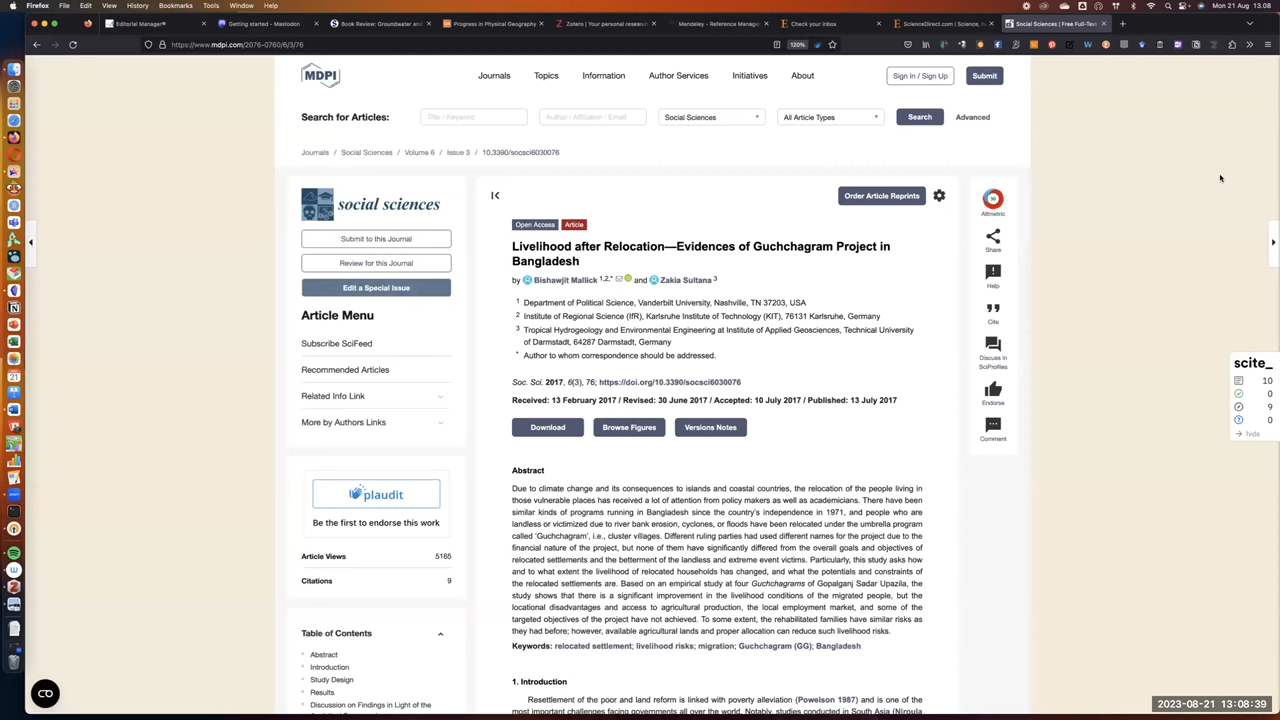 Firefox File Edit View History Bookmarks Tools Window Help Mon 21 Aug 13.08
Editorial Manager® Getting started - Mastodon Book Review: Groundwater and Progress in Physical Geography Zotero | Your personal resear Mendeley - Reference Manag Check your inbox ScienceDirect.com | Science, h Social Sciences | Free Full-Tex
https://www.mdpi.com/2076-0760/6/3/76 120%
MDPI Journals Topics Information Author Services Initiatives About Sign In / Sign Up Submit
Search for Articles: Title / Keyword Author / Affiliation / Email Social Sciences All Article Types Search Advanced
Journals / Social Sciences / Volume 6 / Issue 3 / 10.3390/socsci6030076
social sciences
Submit to this Journal
Review for this Journal
Edit a Special Issue
Article Menu
Subscribe SciFeed
Recommended Articles
Related Info Link
More by Authors Links
plaudit
Be the first to endorse this work
Article Views 5165
Citations 9
Table of Contents
Abstract
Introduction
Study Design
Results
Discussion on Findings in Light of the
Order Article Reprints
Open Access Article
Livelihood after Relocation—Evidences of Guchchagram Project in
Bangladesh
by Bishawjit Mallick 1,2,* and Zakia Sultana 3
1 Department of Political Science, Vanderbilt University, Nashville, TN 37203, USA
2 Institute of Regional Science (IfR), Karlsruhe Institute of Technology (KIT), 76131 Karlsruhe, Germany
3 Tropical Hydrogeology and Environmental Engineering at Institute of Applied Geosciences, Technical University
of Darmstadt, 64287 Darmstadt, Germany
* Author to whom correspondence should be addressed.
Soc. Sci. 2017, 6(3), 76; https://doi.org/10.3390/socsci6030076
Received: 13 February 2017 / Revised: 30 June 2017 / Accepted: 10 July 2017 / Published: 13 July 2017
Download Browse Figures Versions Notes
Abstract
Due to climate change and its consequences to islands and coastal countries, the relocation of the people living in
those vulnerable places has received a lot of attention from policy makers as well as academicians. There have been
similar kinds of programs running in Bangladesh since the country's independence in 1971, and people who are
landless or victimized due to river bank erosion, cyclones, or floods have been relocated under the umbrella program
called 'Guchchagram', i.e., cluster villages. Different ruling parties had used different names for the project due to the
financial nature of the project, but none of them have significantly differed from the overall goals and objectives of
relocated settlements and the betterment of the landless and extreme event victims. Particularly, this study asks how
and to what extent the livelihood of relocated households has changed, and what the potentials and constraints of
the relocated settlements are. Based on an empirical study at four Guchchagrams of Gopalganj Sadar Upazila, the
study shows that there is a significant improvement in the livelihood conditions of the migrated people, but the
locational disadvantages and access to agricultural production, the local employment market, and some of the
targeted objectives of the project have not achieved. To some extent, the rehabilitated families have similar risks as
they had before; however, available agricultural lands and proper allocation can reduce such livelihood risks.
Keywords: relocated settlement; livelihood risks; migration; Guchchagram (GG); Bangladesh
1. Introduction
Resettlement of the poor and land reform is linked with poverty alleviation (Powelson 1987) and is one of the
most important challenges facing governments all over the world. Notably, studies conducted in South Asia (Niroula
Altmetric
Share
Help
Cite
Discuss in
SciProfiles
Endorse
Comment
scite_
10
0
9
0
hide
2023-08-21 13:08:39